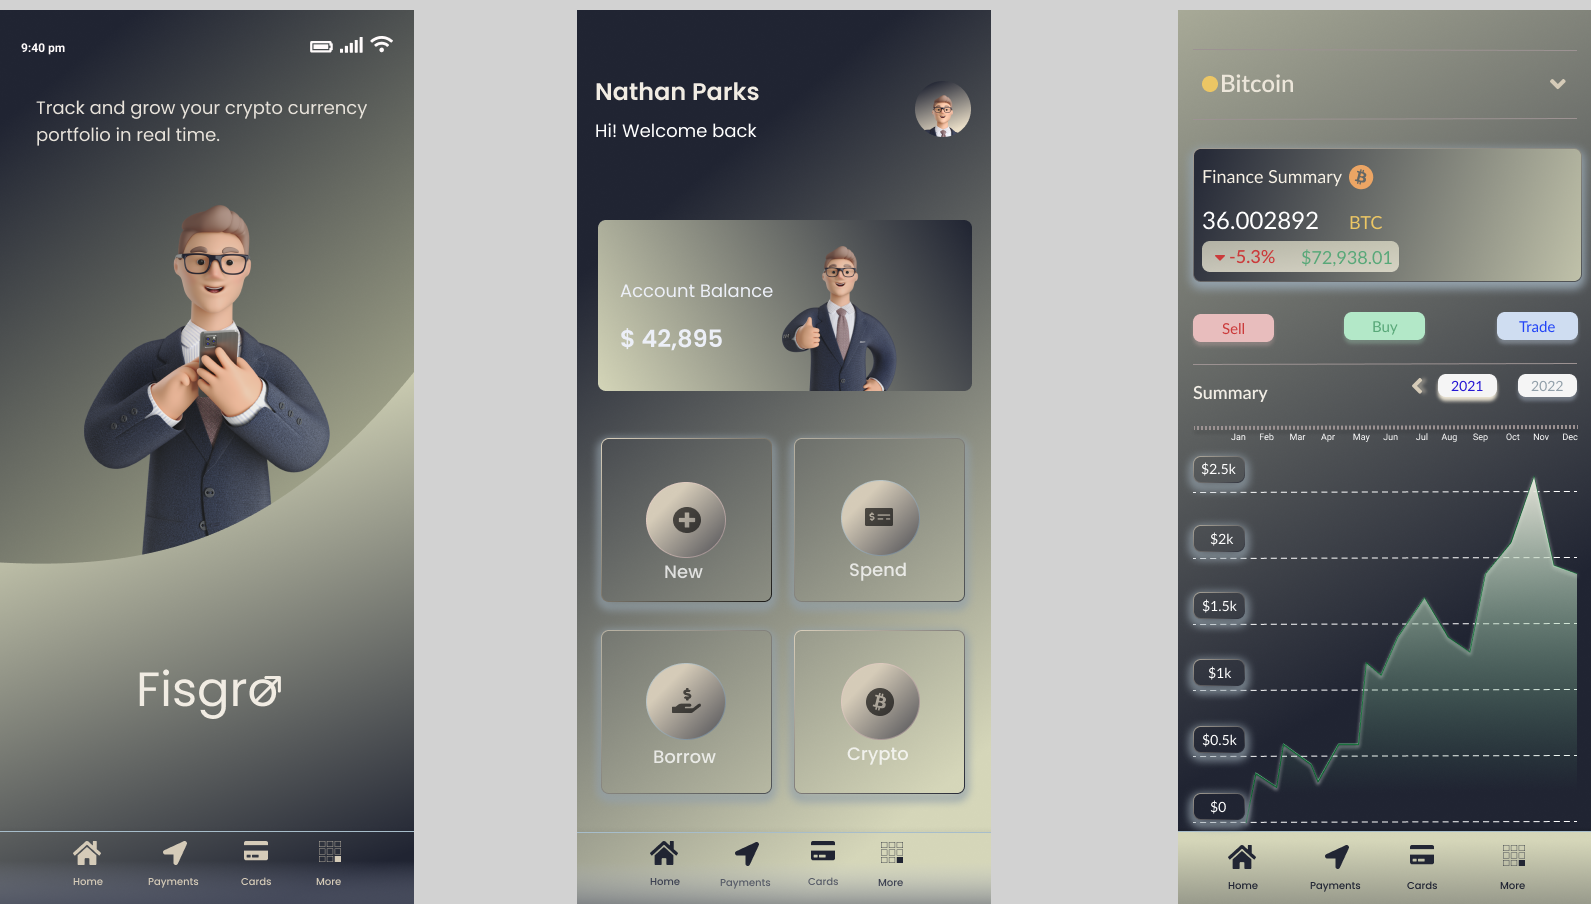 9:40 pm
Track and grow your crypto currency
portfolio in real time.
Fisgro
Home Payments Cards More
Nathan Parks
Hi! Welcome back
Account Balance
$ 42,895
New Spend
Borrow Crypto
Home Payments Cards More
Bitcoin
Finance Summary
36.002892 BTC
-5.3% $72,938.01
Sell Buy Trade
Summary 2021 2022
Jan Feb Mar Apr May Jun Jul Aug Sep Oct Nov Dec
$2.5k
$2k
$1.5k
$1k
$0.5k
$0
Home Payments Cards More